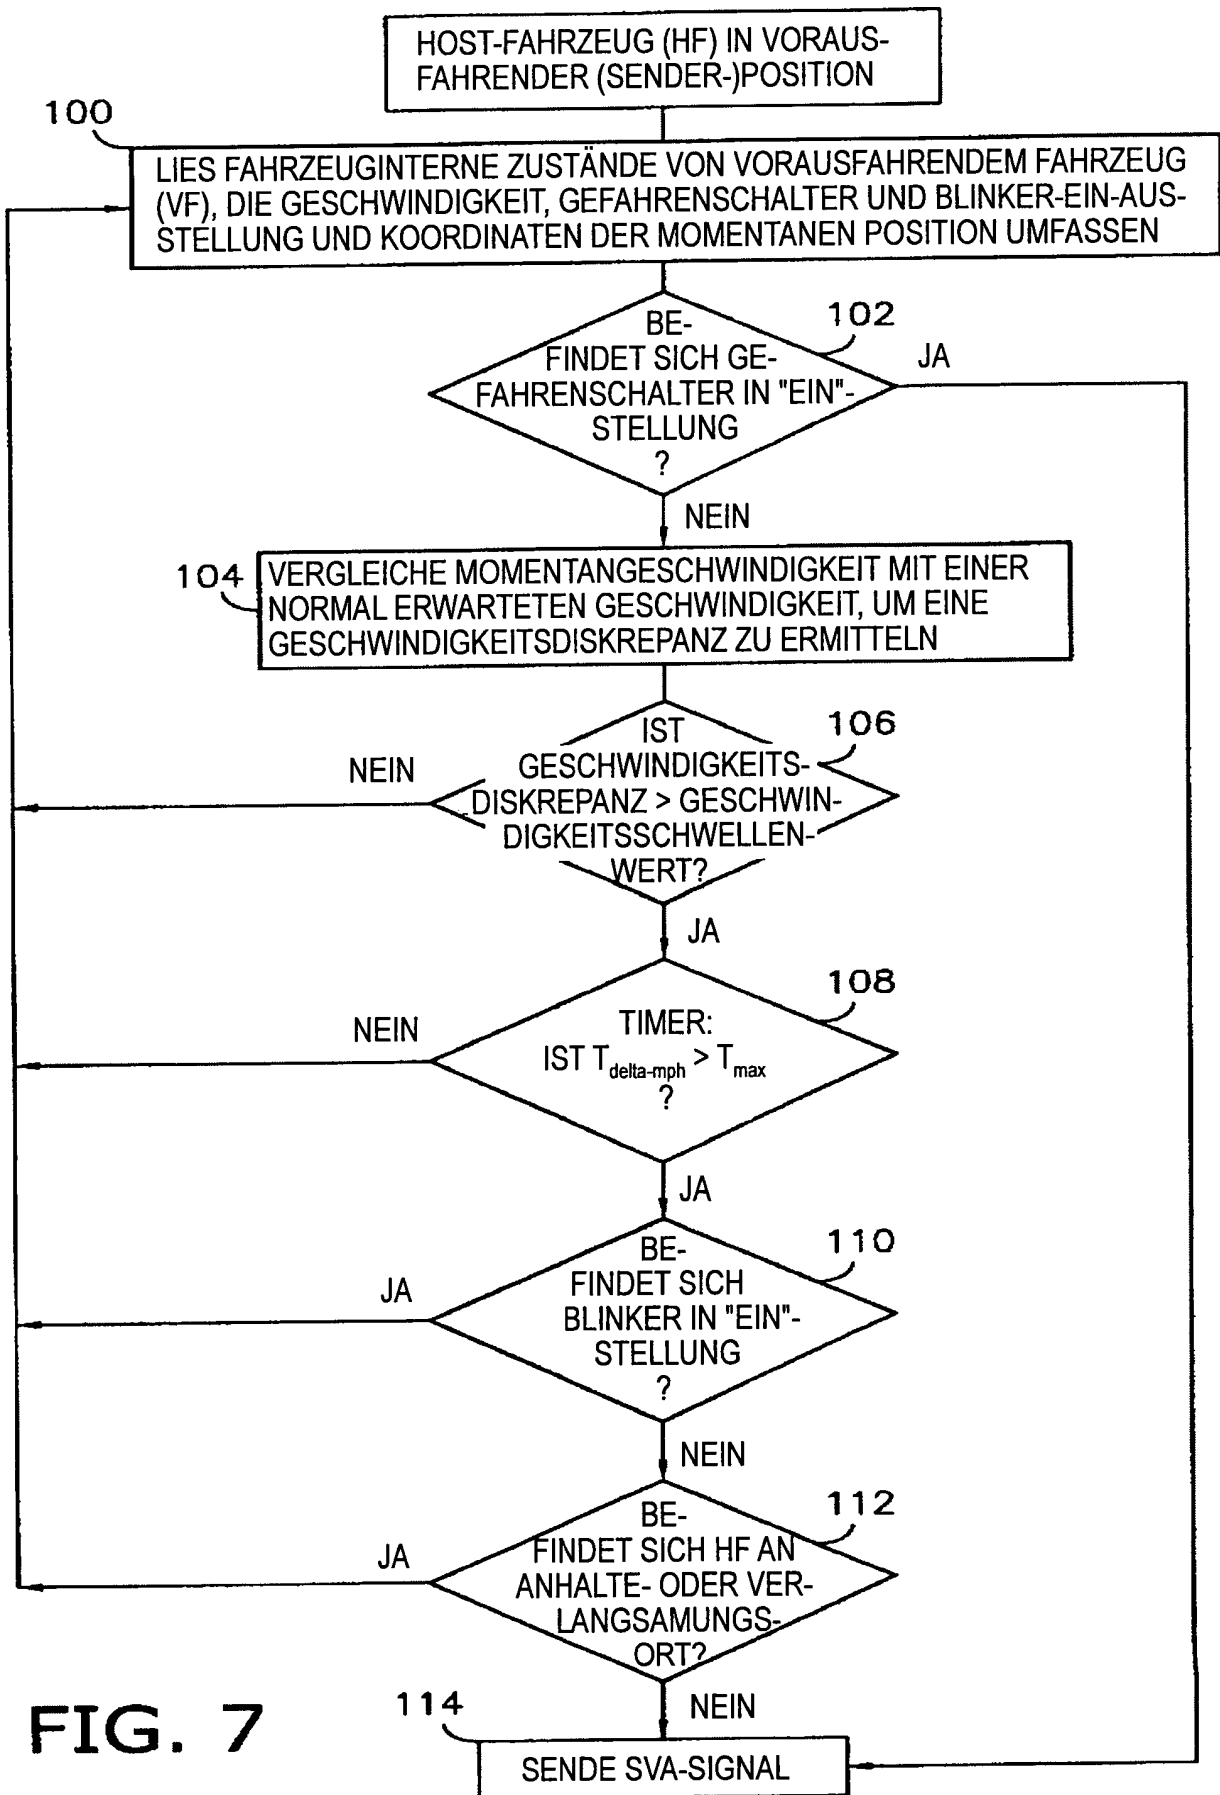 HOST-FAHRZEUG (HF) IN VORAUS-
FAHRENDER (SENDER-)POSITION
100
LIES FAHRZEUGINTERNE ZUSTÄNDE VON VORAUSFAHRENDEM FAHRZEUG
(VF), DIE GESCHWINDIGKEIT, GEFAHRENSCHALTER UND BLINKER-EIN-AUS-
STELLUNG UND KOORDINATEN DER MOMENTANEN POSITION UMFASSEN
102
BE-
FINDET SICH GE-
FAHRENSCHALTER IN "EIN"-
STELLUNG
?
JA
NEIN
104
VERGLEICHE MOMENTANGESCHWINDIGKEIT MIT EINER
NORMAL ERWARTETEN GESCHWINDIGKEIT, UM EINE
GESCHWINDIGKEITSDISKREPANZ ZU ERMITTELN
106
IST
GESCHWINDIGKEITS-
DISKREPANZ > GESCHWIN-
DIGKEITSSCHWELLEN-
WERT?
NEIN
JA
108
TIMER:
IST T delta-mph > T max
?
NEIN
JA
110
BE-
FINDET SICH
BLINKER IN "EIN"-
STELLUNG
?
JA
NEIN
112
BE-
FINDET SICH HF AN
ANHALTE- ODER VER-
LANGSAMUNGS-
ORT?
JA
NEIN
114
SENDE SVA-SIGNAL
FIG. 7